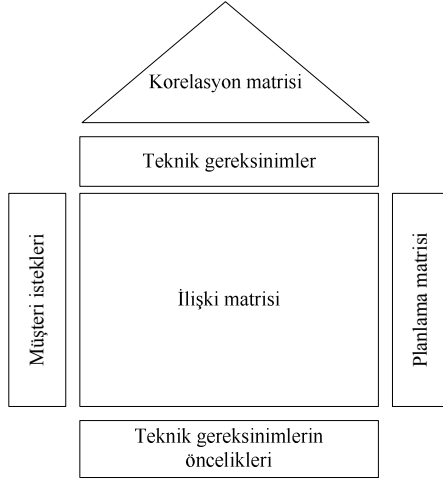 Korelasyon matrisi
Teknik gereksinimler
Müşteri istekleri
İlişki matrisi
Planlama matrisi
Teknik gereksinimlerin
öncelikleri